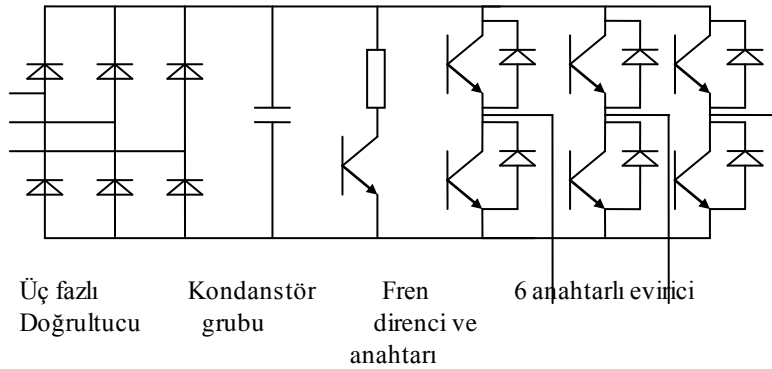 Üç fazlı Kondanstör Fren 6 anahtarlı evirici
Doğrultucu grubu direnci ve
anahtarı